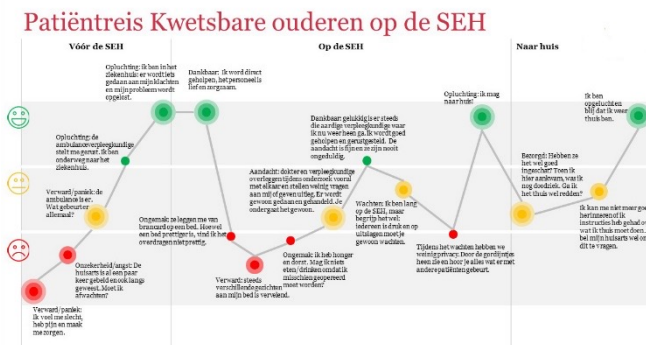 Patiëntreis Kwetsbare ouderen op de SEH
Vóór de SEH
Op de SEH
Naar huis
Opluchting: ik ben in het
ziekenhuis: er wordt iets
gedaan aan mijn klachten
en mijn probleem wordt
opgelost.
Dankbaar: ik word direct
geholpen, het personeel is
lief en zorgzaam.
Opluchting: de
ambulanceverpleegkundige
stelt me gerust. Ik ben
onderweg naar het
ziekenhuis.
Verward/paniek: de
ambulance is er.
Wat gebeurt er
allemaal?
Onzekerheid/angst: De
huisarts is al een paar
keer gebeld en ook langs
geweest. Moet ik
afwachten?
Verward/paniek:
Ik voel me slecht,
heb pijn en maak
me zorgen.
Ongemak: ze leggen me van
brancard op een bed. Hoewel
een bed prettiger is, vind ik het
overdragen niet prettig.
Verward: steeds
verschillende gezichten
aan mijn bed is vervelend.
Ongemak: ik heb honger
en dorst. Mag ik niets
eten/drinken omdat ik
misschien geopereerd
moet worden?
Aandacht: dokter en verpleegkundige
overleggen tijdens onderzoek vooral
met elkaar en stellen weinig vragen
aan mij of geven uitleg. Er wordt
gewoon gedaan en gehandeld. Je
ondergaat het gewoon.
Dankbaar: gelukkig is er steeds
die aardige verpleegkundige waar
ik nu weer heen ga. Ik word goed
geholpen en gerustgesteld. De
aandacht is fijn en ze zijn nooit
ongeduldig.
Wachten: ik ben lang
op de SEH, maar
begrijp het wel:
iedereen is druk en op
uitslagen moet je
gewoon wachten.
Tijdens het wachten hebben we
weinig privacy. Door de gordijntjes
heen zie en hoor je alles wat er met
andere patiënten gebeurt.
Opluchting: ik mag
naar huis!
Bezorgd: Hebben ze
het wel goed
ingeschat? Toen ik
hier aankwam, was ik
nog doodziek. Ga ik
het thuis wel redden?
Ik kan me niet meer goed
herinneren of ik
instructies heb gehad over
wat ik thuis moet doen.
bel mijn huisarts wel om
dit te vragen.
Ik ben
opgelucht en
blij dat ik weer
thuis ben.